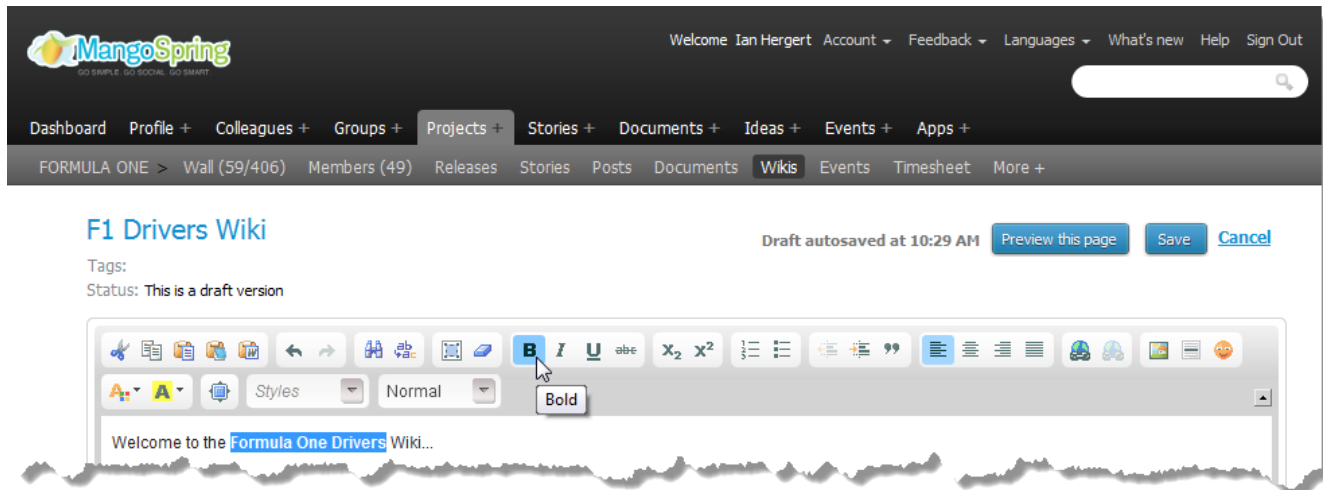 MangoSpring
GO SIMPLE. GO SOCIAL. GO SMART
Welcome Ian Hergert Account Feedback Languages What's new Help Sign Out
Dashboard Profile + Colleagues + Groups + Projects + Stories + Documents + Ideas + Events + Apps +
FORMULA ONE > Wall (59/406) Members (49) Releases Stories Posts Documents Wikis Events Timesheet More +
F1 Drivers Wiki
Draft autosaved at 10:29 AM Preview this page Save Cancel
Tags:
Status: This is a draft version
B I U abc X₂ X²
A A Styles Normal
Bold
Welcome to the Formula One Drivers Wiki...